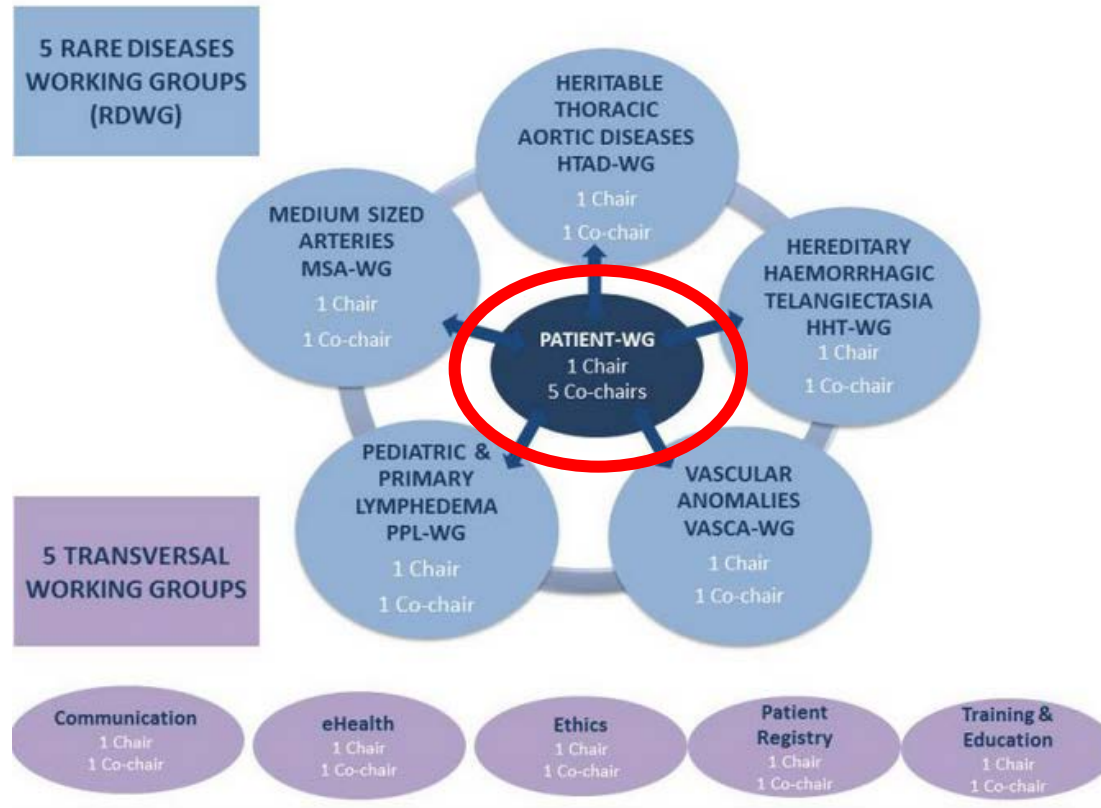 5 RARE DISEASES
WORKING GROUPS
(RDWG)
HERITABLE
THORACIC
AORTIC DISEASES
HTAD-WG
1 Chair
1 Co-chair
MEDIUM SIZED
ARTERIES
MSA-WG
1 Chair
1 Co-chair
HEREDITARY
HAEMORRHAGIC
TELANGIECTASIA
HHT-WG
1 Chair
1 Co-chair
PATIENT-WG
1 Chair
5 Co-chairs
PEDIATRIC &
PRIMARY
LYMPHEDEMA
PPL-WG
1 Chair
1 Co-chair
VASCULAR
ANOMALIES
VASCA-WG
1 Chair
1 Co-chair
5 TRANSVERSAL
WORKING GROUPS
Communication
1 Chair
1 Co-chair
eHealth
1 Chair
1 Co-chair
Ethics
1 Chair
1 Co-chair
Patient
Registry
1 Chair
1 Co-chair
Training &
Education
1 Chair
1 Co-chair